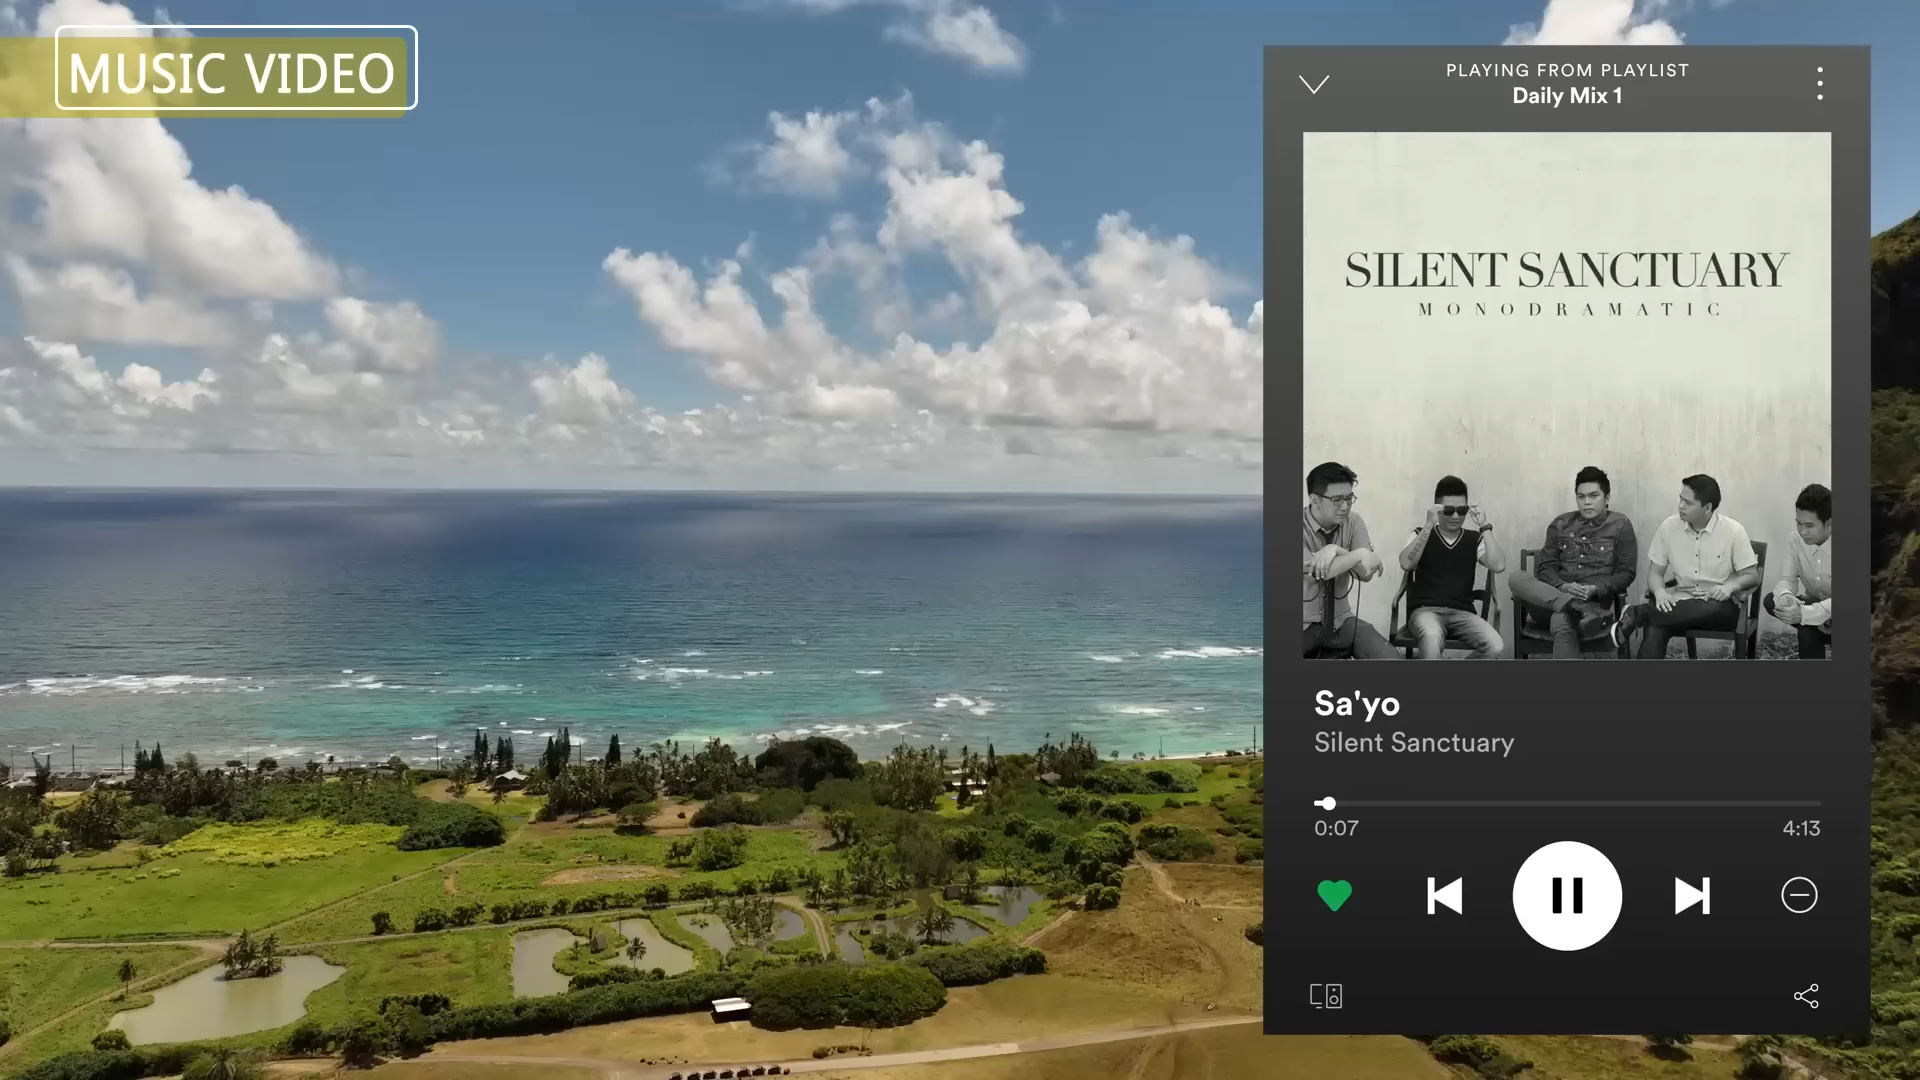 MUSIC VIDEO
PLAYING FROM PLAYLIST
Daily Mix 1
SILENT SANCTUARY
MONODRAMATIC
Sa'yo
Silent Sanctuary
0:07
4:13